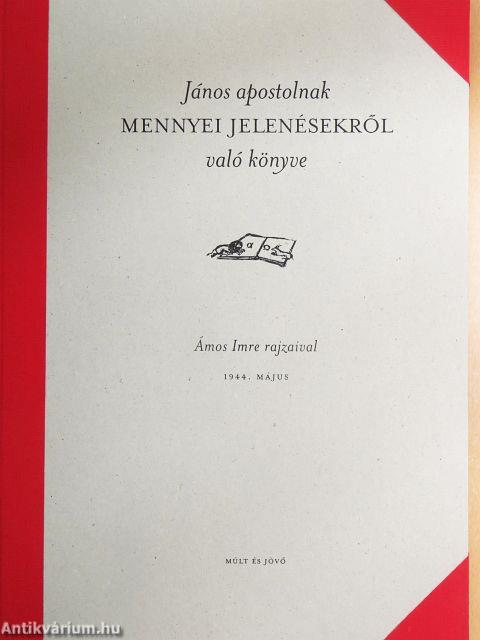 János apostolnak
MENNYEI JELENÉSEKRŐL
való könyve
α Ω
Ámos Imre rajzaival
1944. MÁJUS
MÚLT ÉS JÖVŐ
Antikvárium.hu